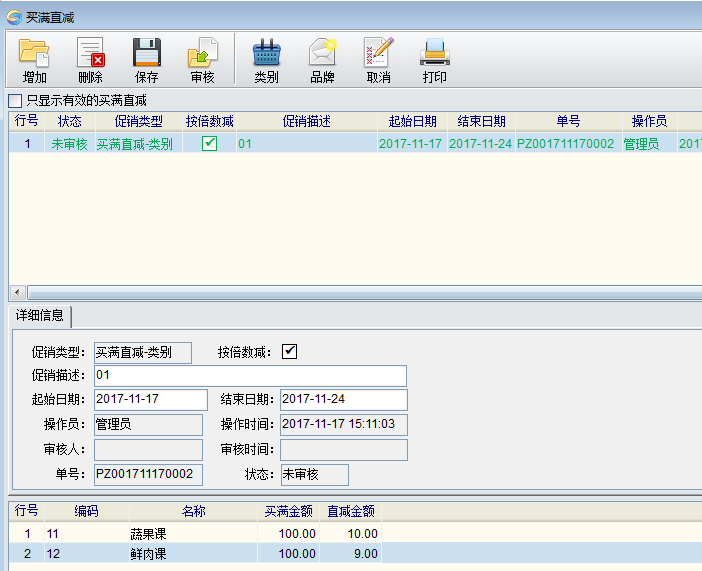 买满直减
增加 删除 保存 审核 类别 品牌 取消 打印
只显示有效的买满直减
行号 状态 促销类型 按倍数减 促销描述 起始日期 结束日期 单号 操作员
1 未审核 买满直减-类别 01 2017-11-17 2017-11-24 PZ001711170002 管理员 201
详细信息
促销类型： 买满直减-类别 按倍数减：
促销描述： 01
起始日期： 2017-11-17 结束日期： 2017-11-24
操作员： 管理员 操作时间： 2017-11-17 15:11:03
审核人： 审核时间：
单号： PZ001711170002 状态： 未审核
行号 编码 名称 买满金额 直减金额
1 11 蔬果课 100.00 10.00
2 12 鲜肉课 100.00 9.00